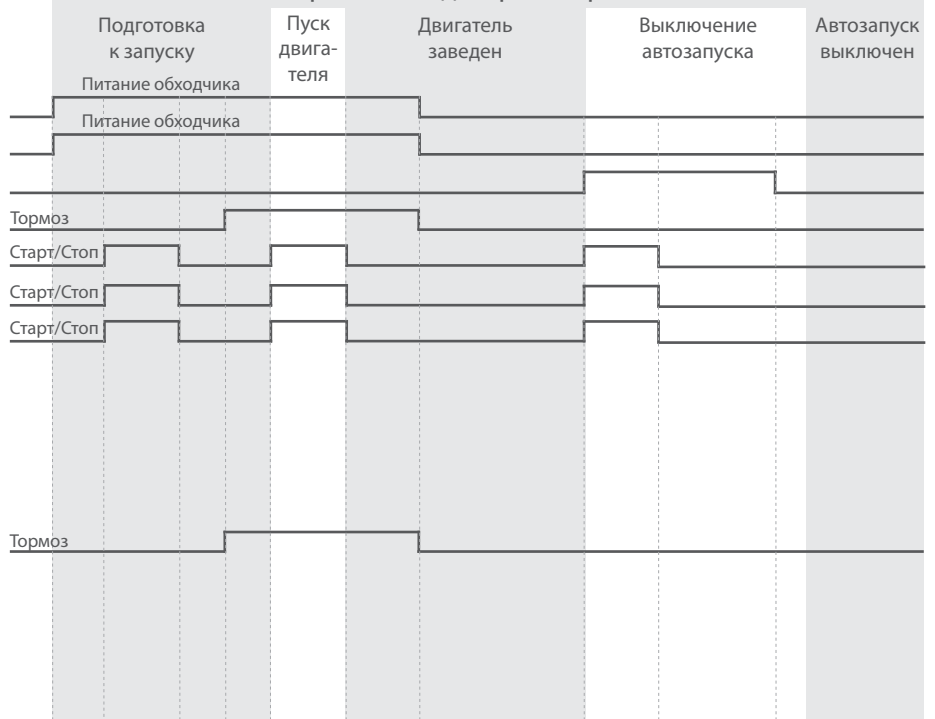 Подготовка
к запуску
Пуск
двига-
теля
Двигатель
заведен
Выключение
автозапуска
Автозапуск
выключен
Питание обходчика
Питание обходчика
Тормоз
Старт/Стоп
Старт/Стоп
Старт/Стоп
Тормоз